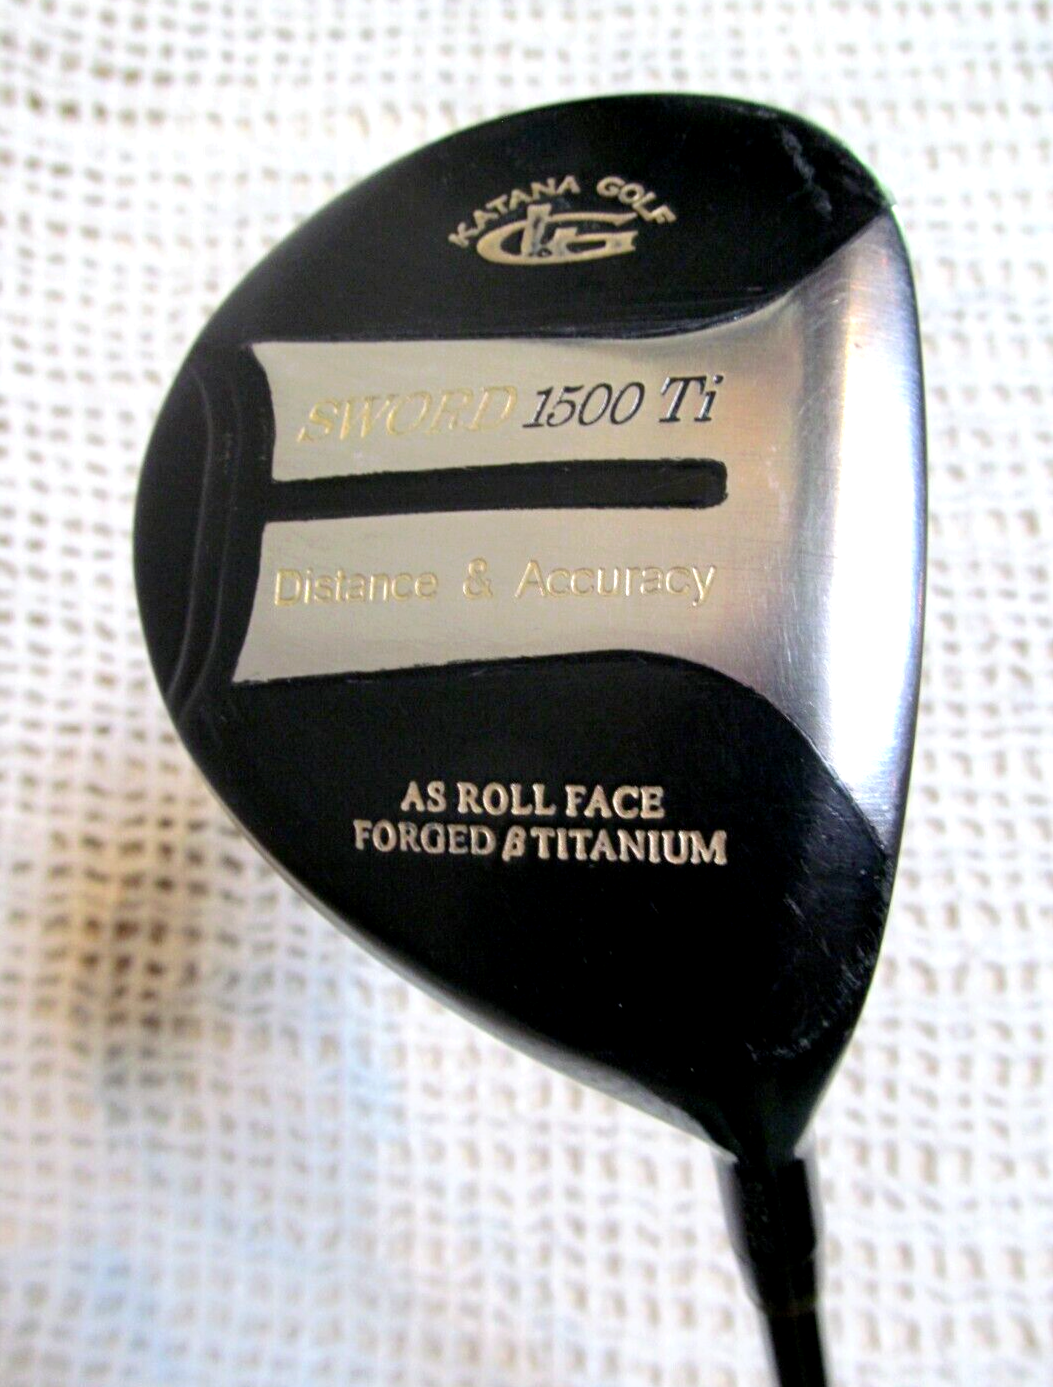 KATANA GOLF
SWORD 1500 Ti
Distance & Accuracy
AS ROLL FACE
FORGED β TITANIUM